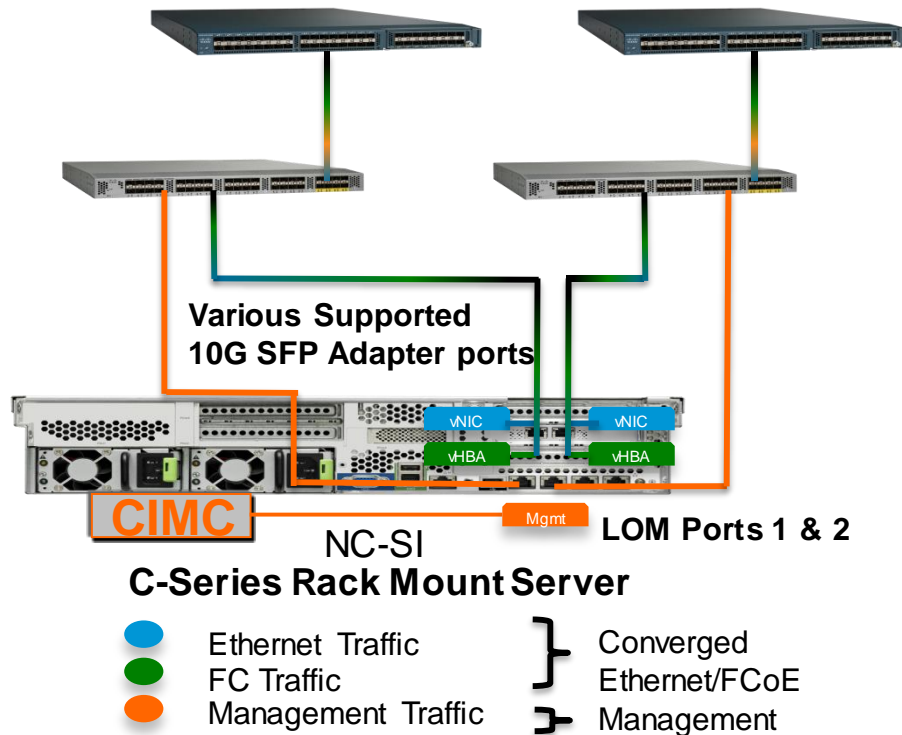 Various Supported
10G SFP Adapter ports
vNIC
vNIC
vHBA
vHBA
CIMC
Mgmt
LOM Ports 1 & 2
NC-SI
C-Series Rack Mount Server
Ethernet Traffic
FC Traffic
Management Traffic
Converged
Ethernet/FCoE
Management